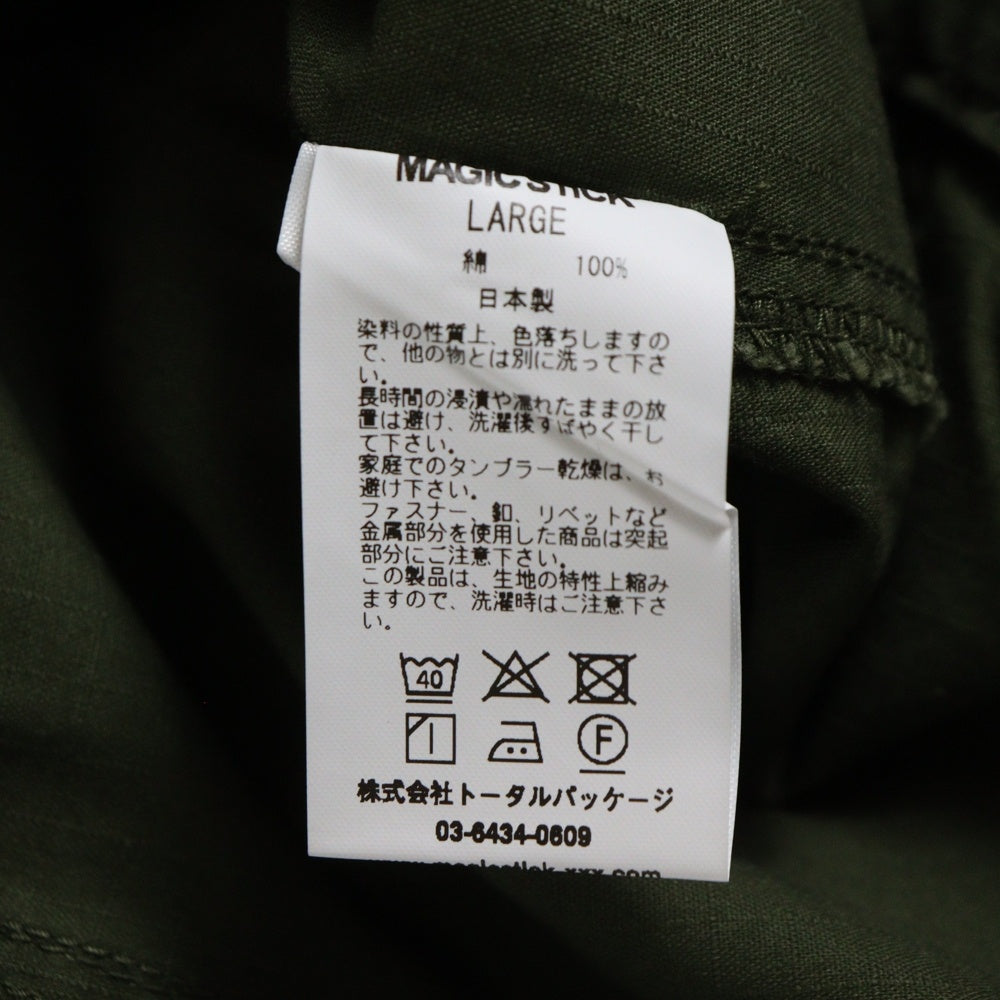 MAGIC STICK
LARGE
綿 100%
日本製
染料の性質上、色落ちしますの
で、他の物とは別に洗って下さ
い。
長時間の浸漬や濡れたままの放
置は避け、洗濯後すばやく干し
て下さい。
家庭でのタンブラー乾燥は、お
避け下さい。
ファスナー、釦、リベットなど
金属部分を使用した商品は突起
部分にご注意下さい。
この製品は、生地の特性上縮み
ますので、洗濯時はご注意下さ
い。
40
F
株式会社トータルパッケージ
03-6434-0609